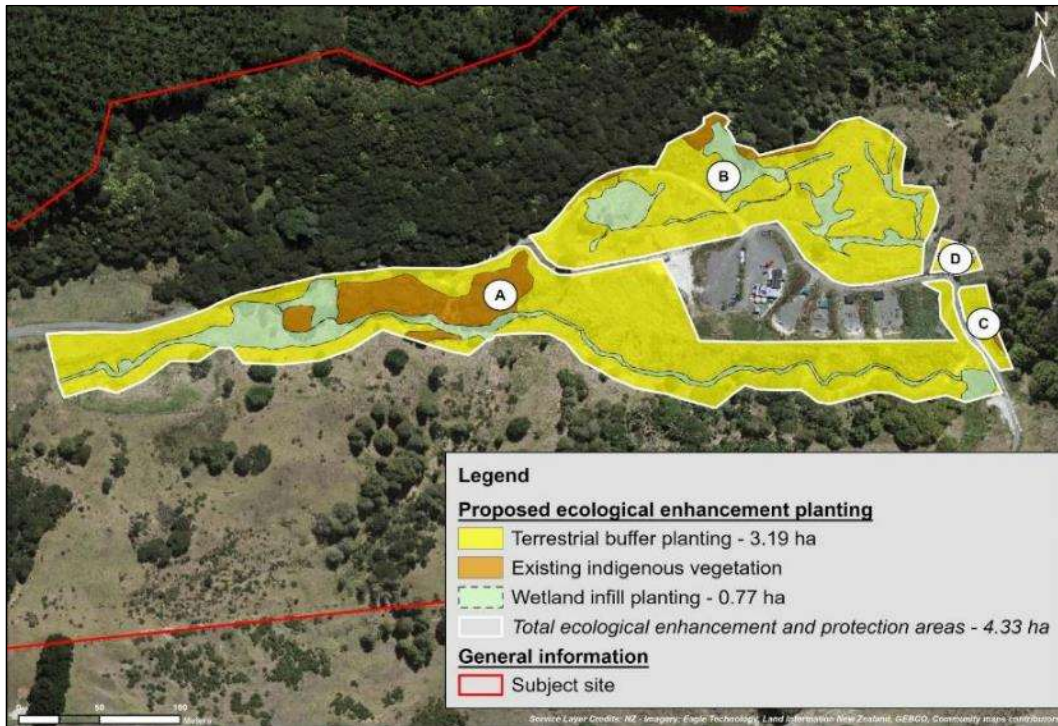 N
B
D
A
C
Legend
Proposed ecological enhancement planting
Terrestrial buffer planting - 3.19 ha
Existing indigenous vegetation
Wetland infill planting - 0.77 ha
Total ecological enhancement and protection areas - 4.33 ha
General information
Subject site
0 50 100
Meters
Service Layer Credits: NZ - Imagery: Eagle Technology, Land Information New Zealand, GEBCO, Community maps contributors